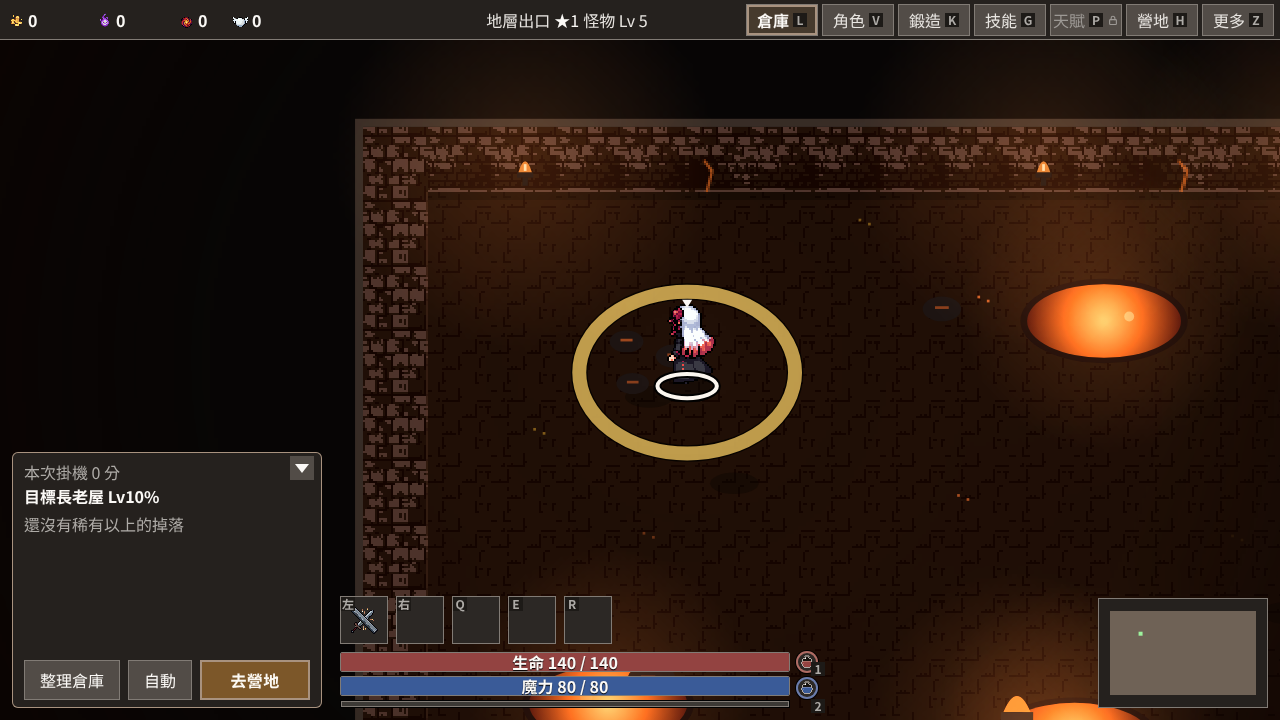 0 0 0 0
地層出口 ★1 怪物 Lv 5
倉庫 L 角色 V 鍛造 K 技能 G 天賦 P 營地 H 更多 Z
本次掛機 0 分
目標長老屋 Lv10%
還沒有稀有以上的掉落
整理倉庫 自動 去營地
左 右 Q E R
生命 140 / 140
1
魔力 80 / 80
2